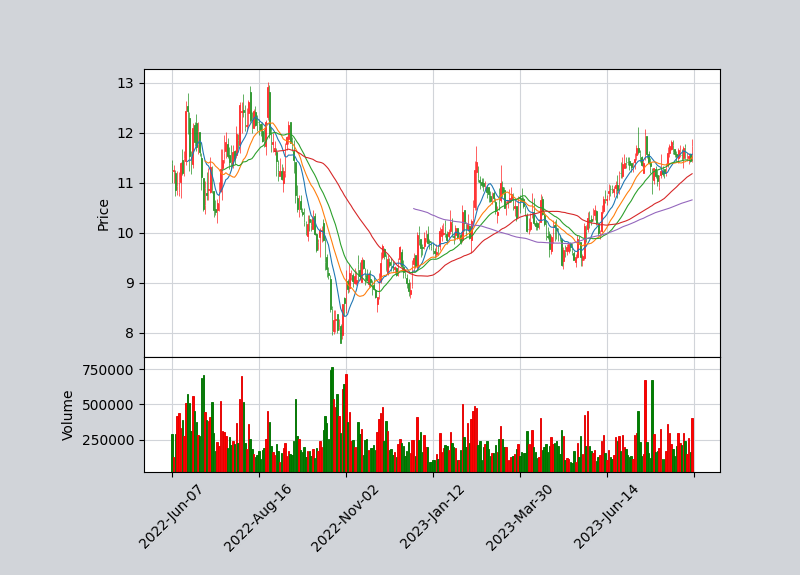 13
12
11
10
9
8
Price
750000
500000
250000
Volume
2022-Jun-07
2022-Aug-16
2022-Nov-02
2023-Jan-12
2023-Mar-30
2023-Jun-14